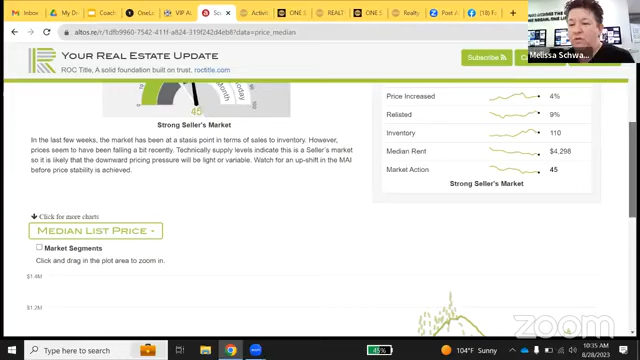 Inbox
Downl
Coach
OneLo
VIP Al
Sc
Activit
ONE S
REALT
ONE S
Realty
Post A
(18) Fa
altos.re/r/1dfb9960-7542-411f-a824-319f242d4eb8?data=price_median
YOUR REAL ESTATE UPDATE
ROC Title, A solid foundation built on trust. roctitle.com
Subscribe
Melissa Schwa...
Today
Month
45
Strong Seller's Market
In the last few weeks, the market has been at a stasis point in terms of sales to inventory. However,
prices seem to have been falling a bit recently. Technically supply levels indicate this is a Seller's market
so it is likely that the downward pricing pressure will be light or variable. Watch for an up-shift in the MAI
before price stability is achieved.
Price Increased 4%
Relisted 9%
Inventory 110
Median Rent $4,298
Market Action 45
Strong Seller's Market
Click for more charts
MEDIAN LIST PRICE
Market Segments
Click and drag in the plot area to zoom in.
$1.4M
$1.2M
zoom
Type here to search
45%
104°F Sunny
10:35 AM
8/28/2023